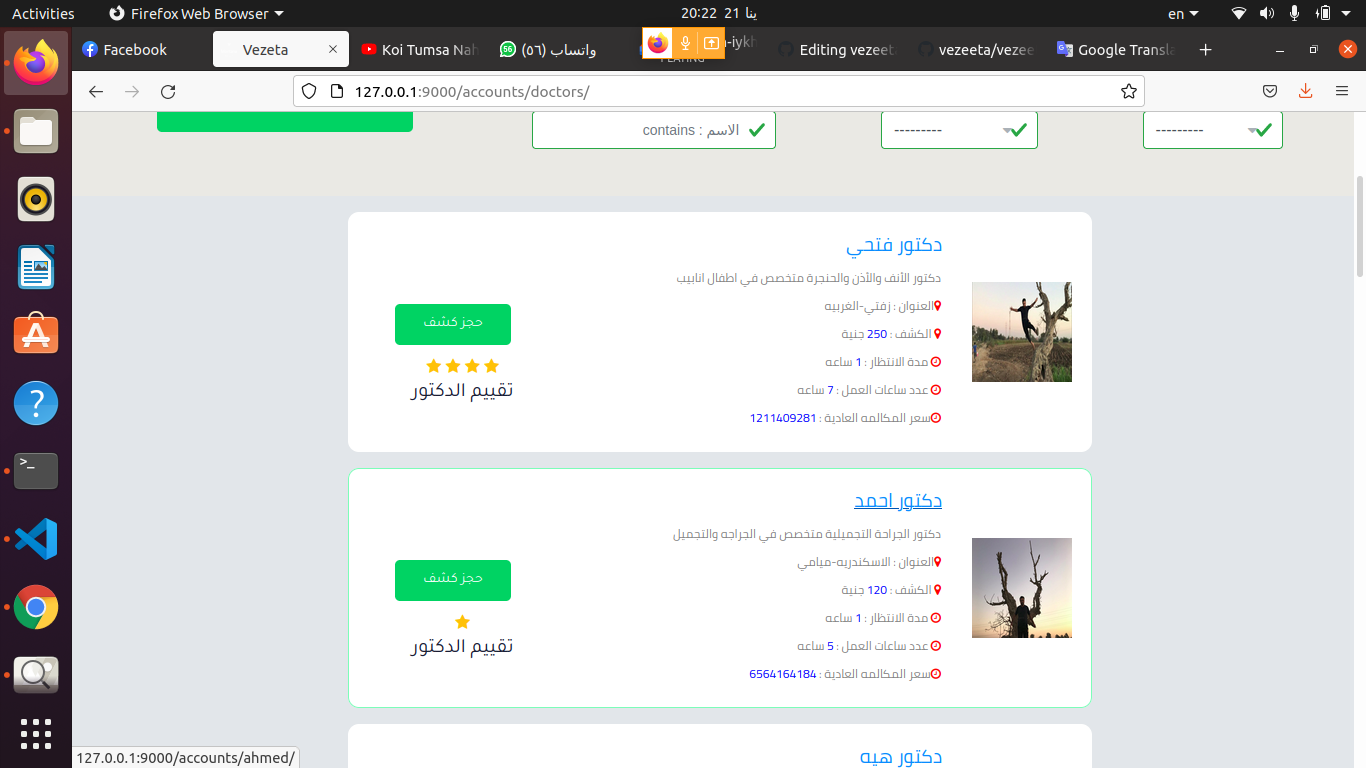 Activities
Firefox Web Browser
20:22 21 ينا
en
Facebook
Vezeta
Koi Tumsa Nah
واتساب (٥٦)
Editing vezeet
vezeeta/vezee
Google Transla
127.0.0.1:9000/accounts/doctors/
الاسم : contains
---------
---------
دكتور فتحي
دكتور الأنف والأذن والحنجرة متخصص في اطفال انابيب
العنوان : زفتي-الغربيه
الكشف : 250 جنية
مدة الانتظار : 1 ساعه
عدد ساعات العمل : 7 ساعه
سعر المكالمه العادية : 1211409281
حجز كشف
تقييم الدكتور
دكتور احمد
دكتور الجراحة التجميلية متخصص في الجراجه والتجميل
العنوان : الاسكندريه-ميامي
الكشف : 120 جنية
مدة الانتظار : 1 ساعه
عدد ساعات العمل : 5 ساعه
سعر المكالمه العادية : 6564164184
حجز كشف
تقييم الدكتور
دكتور هيه
127.0.0.1:9000/accounts/ahmed/